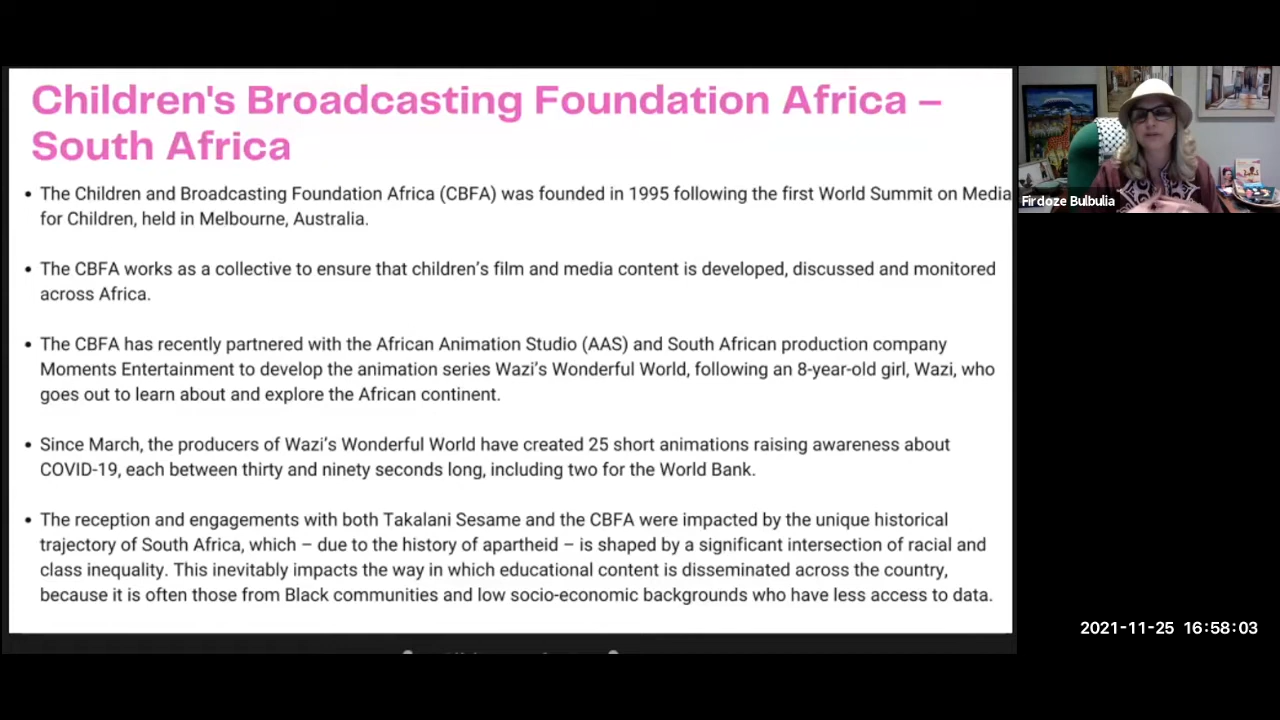 Children's Broadcasting Foundation Africa –
South Africa
• The Children and Broadcasting Foundation Africa (CBFA) was founded in 1995 following the first World Summit on Media
for Children, held in Melbourne, Australia.
• The CBFA works as a collective to ensure that children’s film and media content is developed, discussed and monitored
across Africa.
• The CBFA has recently partnered with the African Animation Studio (AAS) and South African production company
Moments Entertainment to develop the animation series Wazi’s Wonderful World, following an 8-year-old girl, Wazi, who
goes out to learn about and explore the African continent.
• Since March, the producers of Wazi’s Wonderful World have created 25 short animations raising awareness about
COVID-19, each between thirty and ninety seconds long, including two for the World Bank.
• The reception and engagements with both Takalani Sesame and the CBFA were impacted by the unique historical
trajectory of South Africa, which – due to the history of apartheid – is shaped by a significant intersection of racial and
class inequality. This inevitably impacts the way in which educational content is disseminated across the country,
because it is often those from Black communities and low socio-economic backgrounds who have less access to data.
Firdoze Bulbulia
2021-11-25 16:58:03